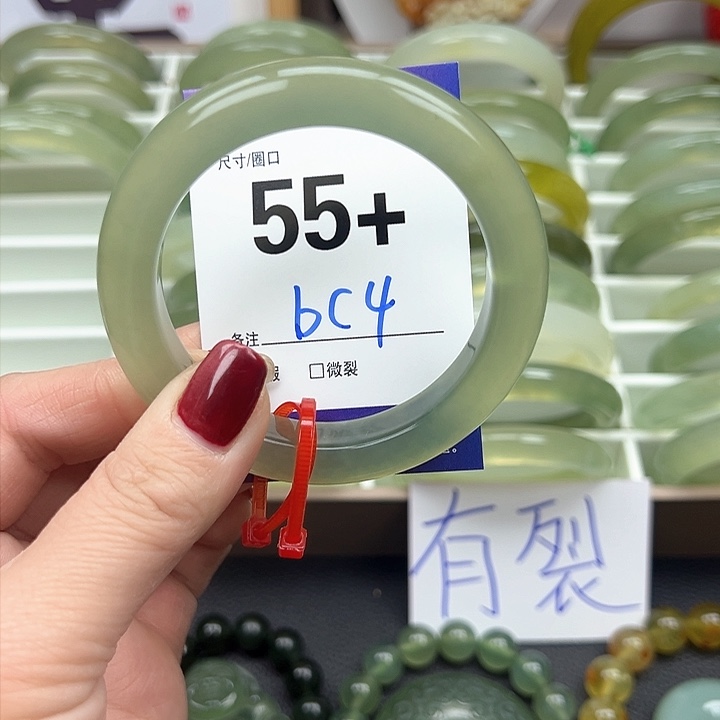 尺寸/圈口
55+
备注 bc4
□微裂
有裂